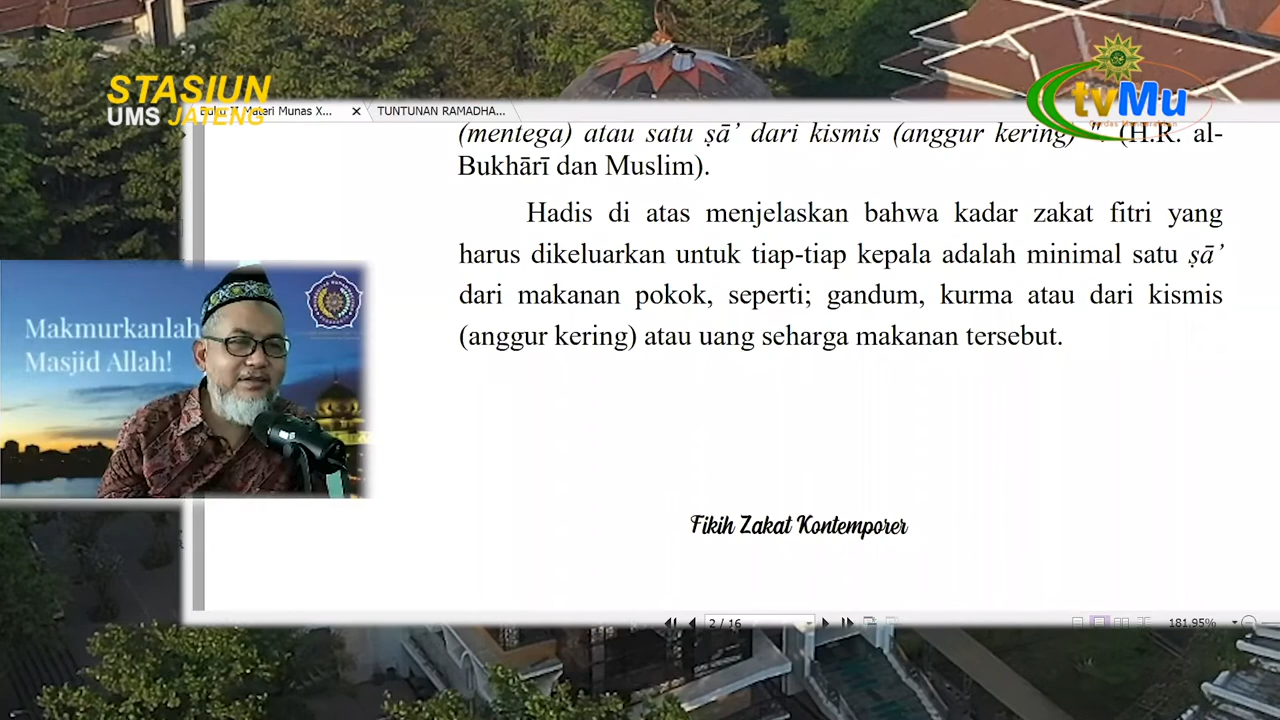 STASIUN
UMS JATENG
Materi Munas X...
TUNTUNAN RAMADHA...
tvMu
(mentega) atau satu ṣā’ dari kismis (anggur kering) ". (H.R. al-
Bukhārī dan Muslim).
Hadis di atas menjelaskan bahwa kadar zakat fitri yang
harus dikeluarkan untuk tiap-tiap kepala adalah minimal satu ṣā’
dari makanan pokok, seperti; gandum, kurma atau dari kismis
(anggur kering) atau uang seharga makanan tersebut.
Makmurkanlah
Masjid Allah!
Fikih Zakat Kontemporer
2 / 16
181.95%